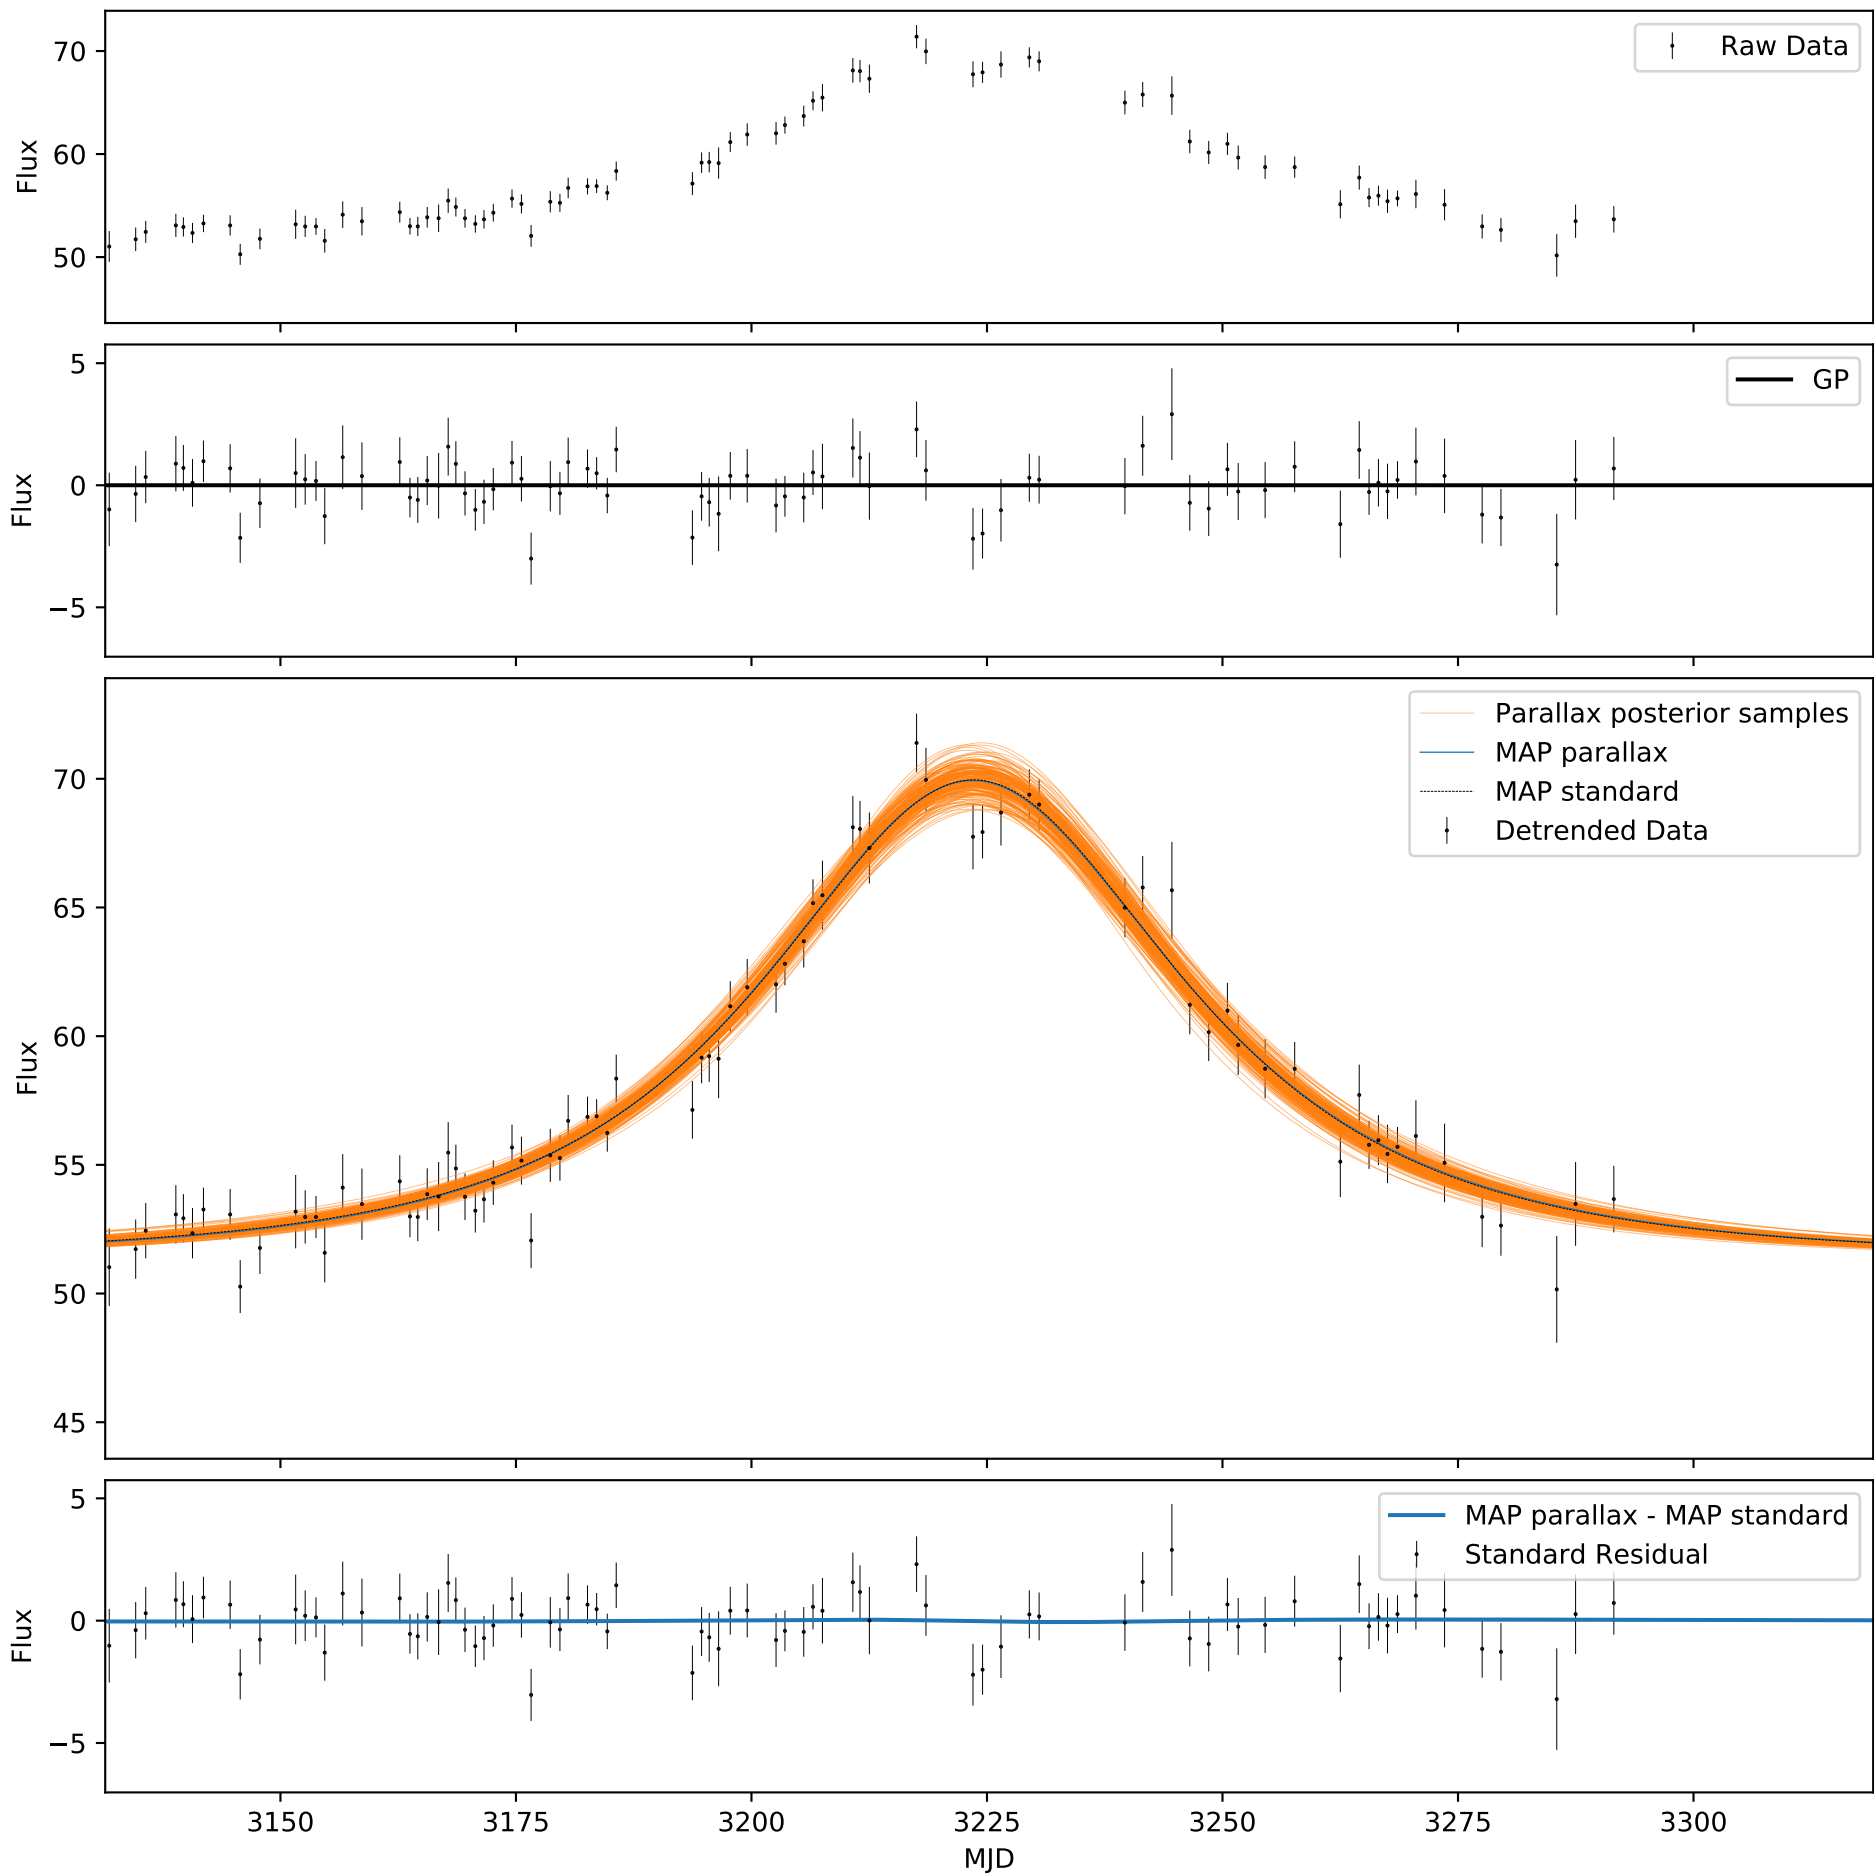 70
60
50
Flux
Raw Data
5
0
−5
Flux
GP
70
65
60
55
50
45
Flux
Parallax posterior samples
MAP parallax
MAP standard
Detrended Data
5
0
−5
Flux
MAP parallax - MAP standard
Standard Residual
3150 3175 3200 3225 3250 3275 3300
MJD